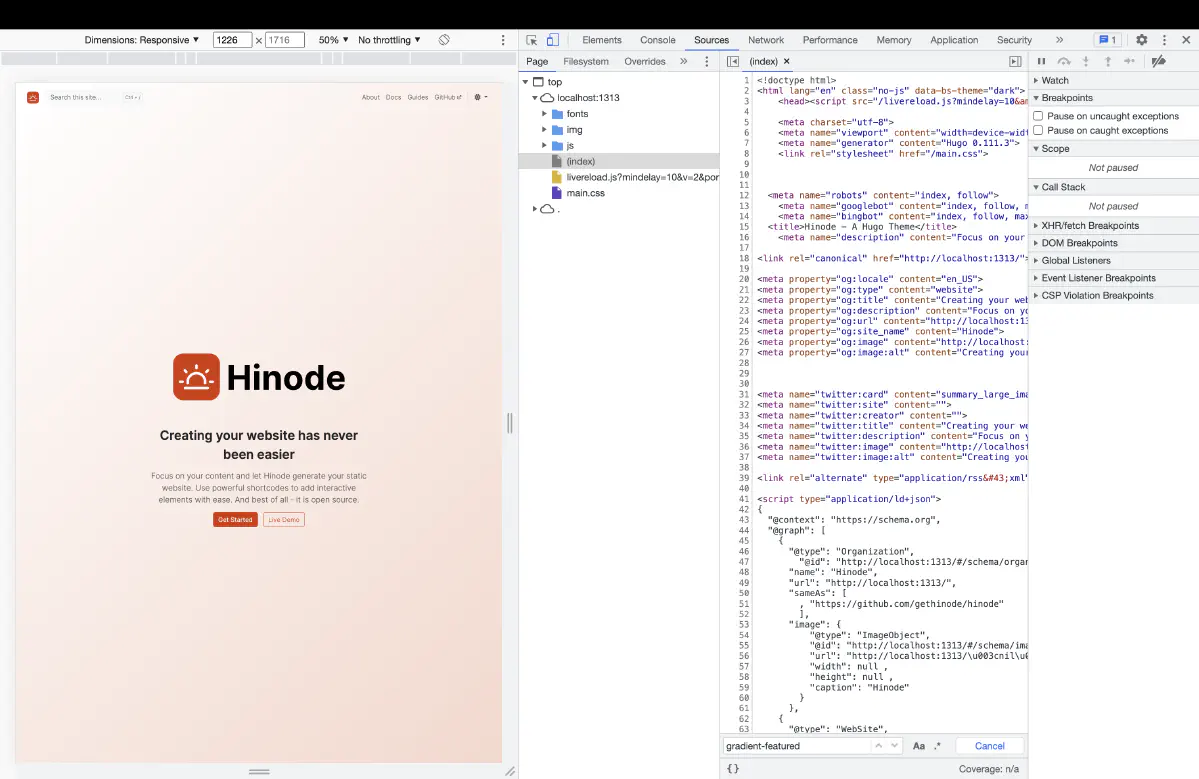 Dimensions: Responsive ▼ 1226 × 1716 50% ▼ No throttling ▼
Elements Console Sources Network Performance Memory Application Security » 1
Page Filesystem Overrides »
(index) ×
Search this site... Ctrl + /
About Docs Guides GitHub
Hinode
Creating your website has never
been easier
Focus on your content and let Hinode generate your static
website. Use powerful shortcodes to add interactive
elements with ease. And best of all - it is open source.
Get Started Live Demo
top
localhost:1313
fonts
img
js
(index)
livereload.js?mindelay=10&v=2&por
main.css
.
1 <!doctype html>
2 <html lang="en" class="no-js" data-bs-theme="dark">
3 <head><script src="/livereload.js?mindelay=10&am
4
5 <meta charset="utf-8">
6 <meta name="viewport" content="width=device-widt
7 <meta name="generator" content="Hugo 0.111.3">
8 <link rel="stylesheet" href="/main.css">
9
10
11
12 <meta name="robots" content="index, follow">
13 <meta name="googlebot" content="index, follow, m
14 <meta name="bingbot" content="index, follow, max
15 <title>Hinode - A Hugo Theme</title>
16 <meta name="description" content="Focus on your
17
18 <link rel="canonical" href="http://localhost:1313/">
19
20 <meta property="og:locale" content="en_US">
21 <meta property="og:type" content="website">
22 <meta property="og:title" content="Creating your web
23 <meta property="og:description" content="Focus on yo
24 <meta property="og:url" content="http://localhost:13
25 <meta property="og:site_name" content="Hinode">
26 <meta property="og:image" content="http://localhost:
27 <meta property="og:image:alt" content="Creating your
28
29
30
31 <meta name="twitter:card" content="summary_large_ima
32 <meta name="twitter:site" content="">
33 <meta name="twitter:creator" content="">
34 <meta name="twitter:title" content="Creating your we
35 <meta name="twitter:description" content="Focus on y
36 <meta name="twitter:image" content="http://localhost
37 <meta name="twitter:image:alt" content="Creating you
38
39 <link rel="alternate" type="application/rss&#43;xml"
40
41 <script type="application/ld+json">
42 {
43 "@context": "https://schema.org",
44 "@graph": [
45 {
46 "@type": "Organization",
47 "@id": "http://localhost:1313/#/schema/organ
48 "name": "Hinode",
49 "url": "http://localhost:1313/",
50 "sameAs": [
51 , "https://github.com/gethinode/hinode"
52 ],
53 "image": {
54 "@type": "ImageObject",
55 "@id": "http://localhost:1313/#/schema/ima
56 "url": "http://localhost:1313/\u003cnil\u0
57 "width": null ,
58 "height": null ,
59 "caption": "Hinode"
60 }
61 },
62 {
63 "@type": "WebSite",
gradient-featured Aa .* Cancel
{ } Coverage: n/a
Watch
Breakpoints
Pause on uncaught exceptions
Pause on caught exceptions
Scope
Not paused
Call Stack
Not paused
XHR/fetch Breakpoints
DOM Breakpoints
Global Listeners
Event Listener Breakpoints
CSP Violation Breakpoints